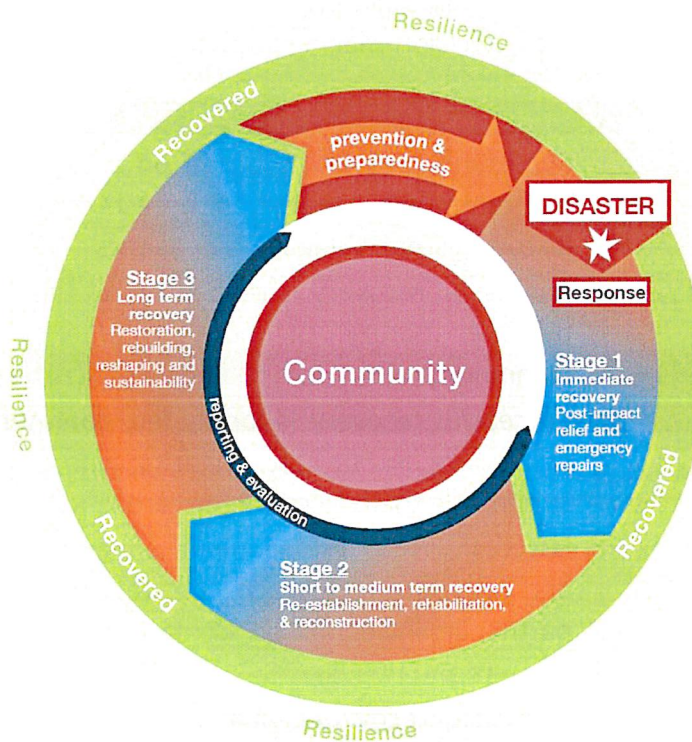 Resilience
Recovered
prevention &
preparedness
DISASTER
Response
Stage 1
Immediate
recovery
Post-impact
relief and
emergency
repairs
Recovered
Stage 2
Short to medium term recovery
Re-establishment, rehabilitation,
& reconstruction
Recovered
Stage 3
Long term
recovery
Restoration,
rebuilding,
reshaping and
sustainability
reporting & evaluation
Community
Resilience
Resilience